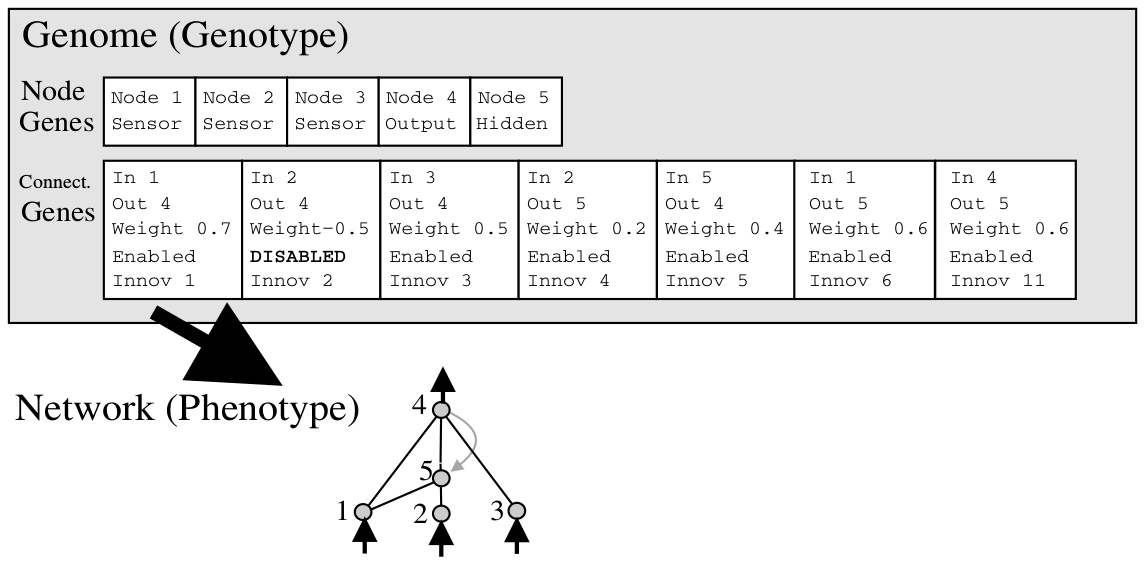 Genome (Genotype)
Node Genes
Node 1 Node 2 Node 3 Node 4 Node 5
Sensor Sensor Sensor Output Hidden
Connect. Genes
In 1 In 2 In 3 In 2 In 5 In 1 In 4
Out 4 Out 4 Out 4 Out 5 Out 4 Out 5 Out 5
Weight 0.7 Weight-0.5 Weight 0.5 Weight 0.2 Weight 0.4 Weight 0.6 Weight 0.6
Enabled DISABLED Enabled Enabled Enabled Enabled Enabled
Innov 1 Innov 2 Innov 3 Innov 4 Innov 5 Innov 6 Innov 11
Network (Phenotype)
4
5
1 2 3